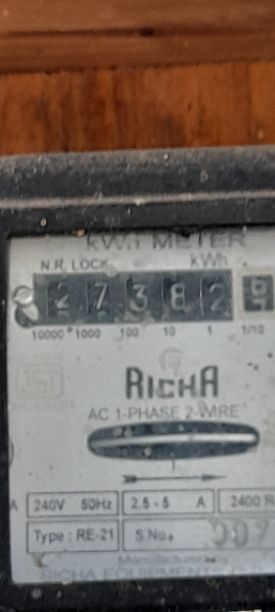 kWh METER
N.R. LOCK kWh
2 7 3 8 2
10000 1000 100 10 1 1/10
RICHA
AC 1-PHASE 2-WIRE
A 240V 50Hz 2.5 - 5 A 2400 R
Type : RE-21 S.No.